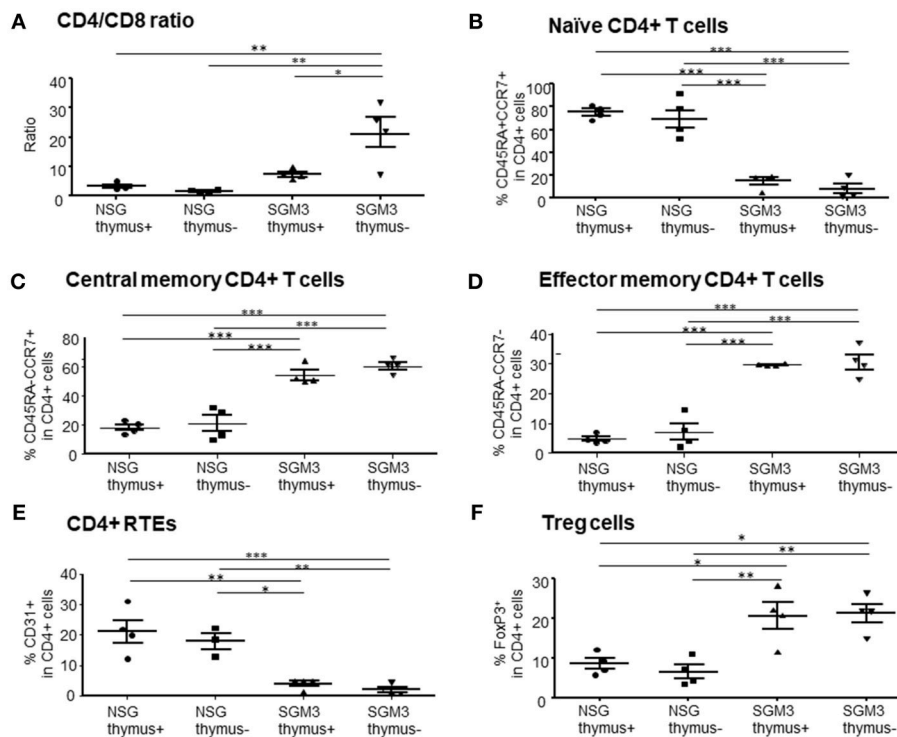 A CD4/CD8 ratio
**
**
*
Ratio
40
30
20
10
0
NSG thymus+
NSG thymus-
SGM3 thymus+
SGM3 thymus-
B Naïve CD4+ T cells
***
***
***
***
% CD45RA+CCR7+
in CD4+ cells
100
80
60
40
20
0
NSG thymus+
NSG thymus-
SGM3 thymus+
SGM3 thymus-
C Central memory CD4+ T cells
***
***
***
***
% CD45RA-CCR7+
in CD4+ cells
80
60
40
20
0
NSG thymus+
NSG thymus-
SGM3 thymus+
SGM3 thymus-
D Effector memory CD4+ T cells
***
***
***
***
% CD45RA-CCR7-
in CD4+ cells
40
30
20
10
0
NSG thymus+
NSG thymus-
SGM3 thymus+
SGM3 thymus-
E CD4+ RTEs
***
**
**
*
% CD31+
in CD4+ cells
40
30
20
10
0
NSG thymus+
NSG thymus-
SGM3 thymus+
SGM3 thymus-
F Treg cells
*
**
*
**
% FoxP3+
in CD4+ cells
30
20
10
0
NSG thymus+
NSG thymus-
SGM3 thymus+
SGM3 thymus-